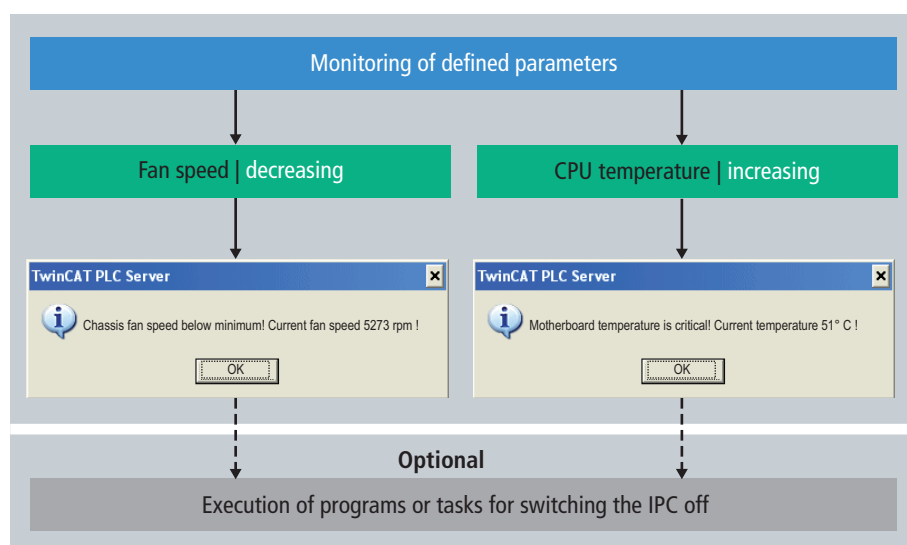 Monitoring of defined parameters
Fan speed | decreasing
CPU temperature | increasing
TwinCAT PLC Server
Chassis fan speed below minimum! Current fan speed 5273 rpm !
OK
TwinCAT PLC Server
Motherboard temperature is critical! Current temperature 51° C !
OK
Optional
Execution of programs or tasks for switching the IPC off